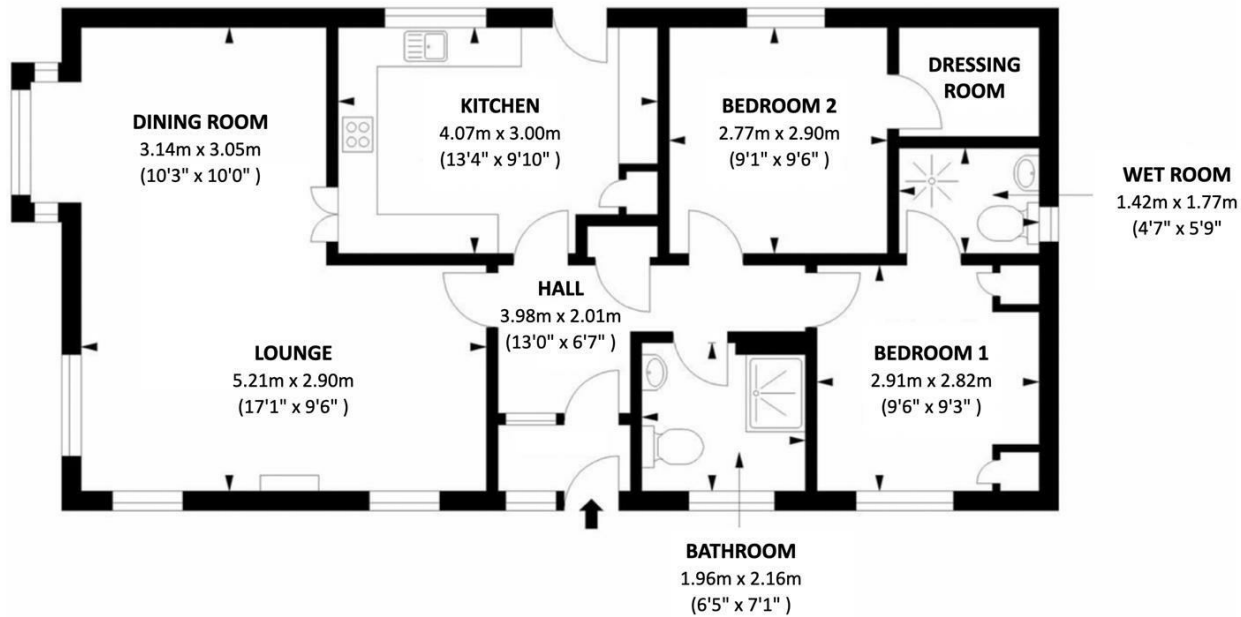 DINING ROOM
3.14m x 3.05m
(10'3" x 10'0" )
KITCHEN
4.07m x 3.00m
(13'4" x 9'10" )
BEDROOM 2
2.77m x 2.90m
(9'1" x 9'6" )
DRESSING
ROOM
WET ROOM
1.42m x 1.77m
(4'7" x 5'9"
HALL
3.98m x 2.01m
(13'0" x 6'7" )
LOUNGE
5.21m x 2.90m
(17'1" x 9'6" )
BEDROOM 1
2.91m x 2.82m
(9'6" x 9'3" )
BATHROOM
1.96m x 2.16m
(6'5" x 7'1" )